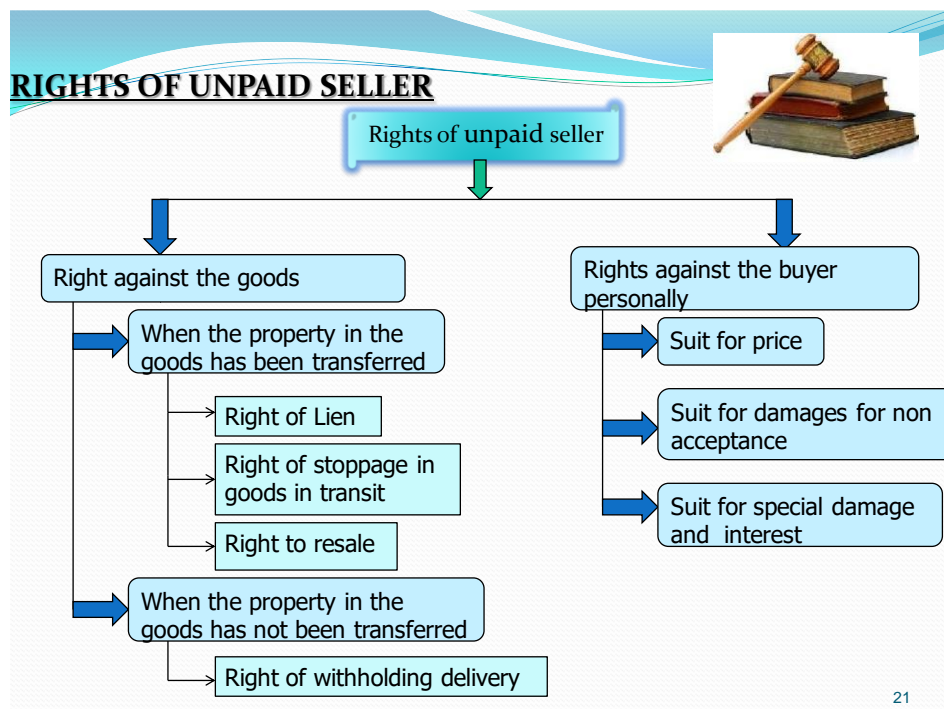 RIGHTS OF UNPAID SELLER
Rights of unpaid seller
Right against the goods
When the property in the
goods has been transferred
Right of Lien
Right of stoppage in
goods in transit
Right to resale
When the property in the
goods has not been transferred
Right of withholding delivery
Rights against the buyer
personally
Suit for price
Suit for damages for non
acceptance
Suit for special damage
and interest
21